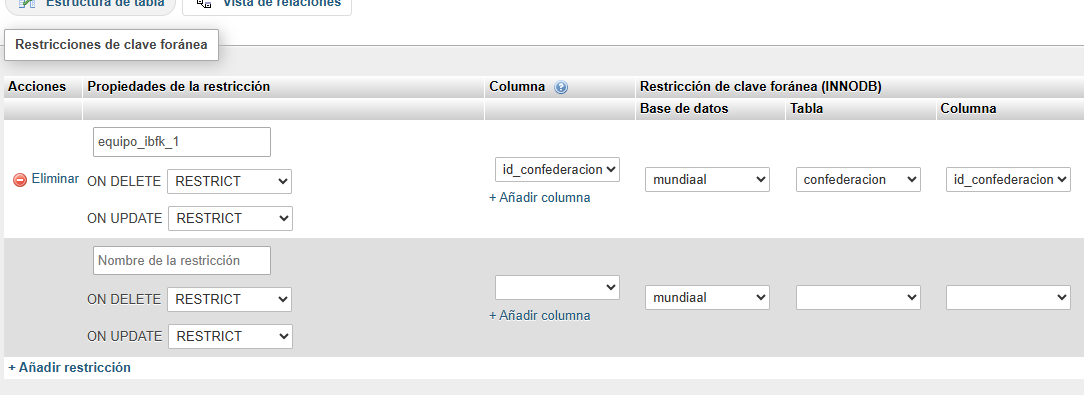 Estructura de tabla Vista de relaciones
Restricciones de clave foránea
Acciones Propiedades de la restricción Columna Restricción de clave foránea (INNODB)
Base de datos Tabla Columna
equipo_ibfk_1
Eliminar ON DELETE RESTRICT id_confederacion mundiaal confederacion id_confederacion
+ Añadir columna
ON UPDATE RESTRICT
Nombre de la restricción
ON DELETE RESTRICT mundiaal
+ Añadir columna
ON UPDATE RESTRICT
+ Añadir restricción